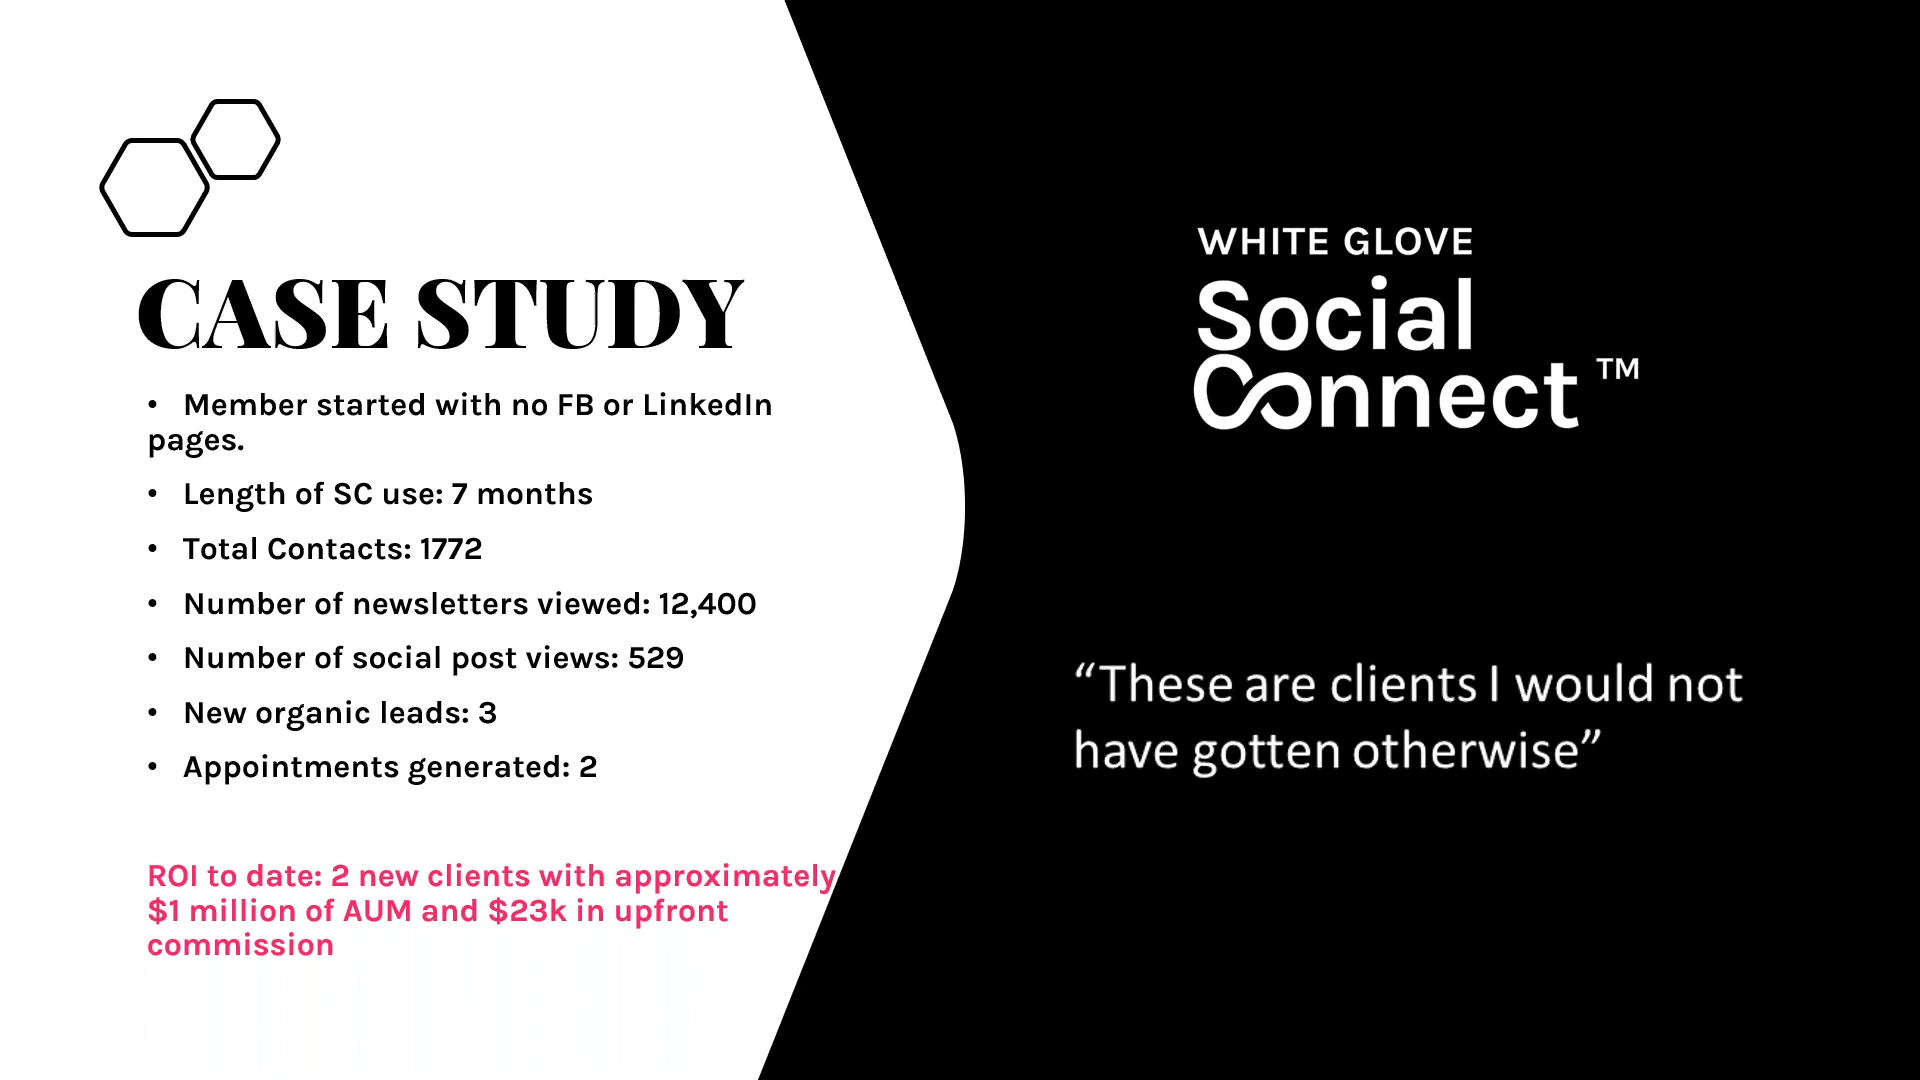 CASE STUDY
• Member started with no FB or LinkedIn
pages.
• Length of SC use: 7 months
• Total Contacts: 1772
• Number of newsletters viewed: 12,400
• Number of social post views: 529
• New organic leads: 3
• Appointments generated: 2
ROI to date: 2 new clients with approximately
$1 million of AUM and $23k in upfront
commission
WHITE GLOVE
Social
Connect ™
“These are clients I would not
have gotten otherwise”